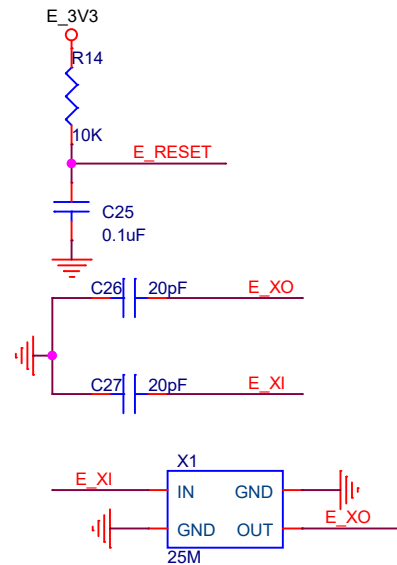 E_3V3
R14
10K
E_RESET
C25
0.1uF
C26 20pF E_XO
C27 20pF E_XI
X1
E_XI IN GND
GND OUT E_XO
25M